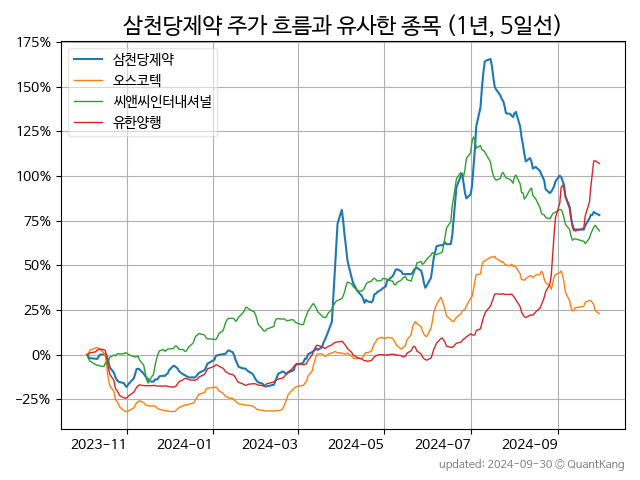 삼천당제약 주가 흐름과 유사한 종목 (1년, 5일선)
175%
150%
125%
100%
75%
50%
25%
0%
−25%
삼천당제약
오스코텍
씨앤씨인터내셔널
유한양행
2023-11 2024-01 2024-03 2024-05 2024-07 2024-09
updated: 2024-09-30 © QuantKang